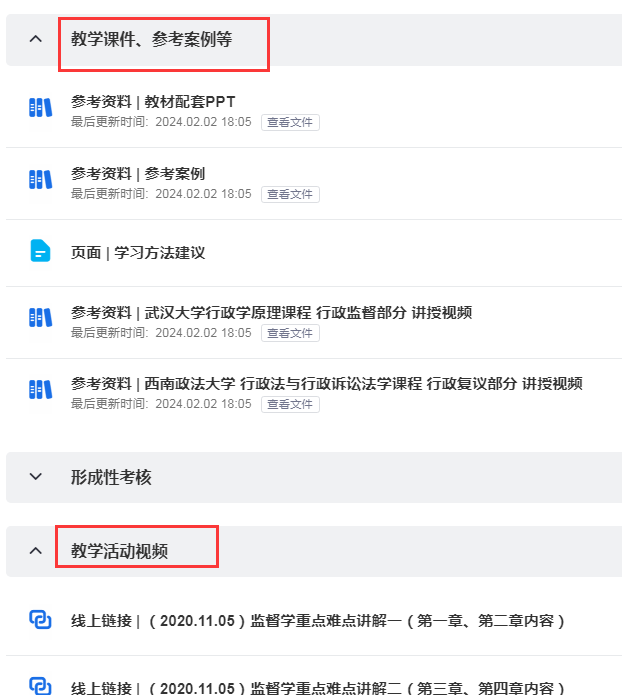 教学课件、参考案例等
参考资料 | 教材配套PPT
最后更新时间: 2024.02.02 18:05 查看文件
参考资料 | 参考案例
最后更新时间: 2024.02.02 18:05 查看文件
页面 | 学习方法建议
参考资料 | 武汉大学行政学原理课程 行政监督部分 讲授视频
最后更新时间: 2024.02.02 18:05 查看文件
参考资料 | 西南政法大学 行政法与行政诉讼法学课程 行政复议部分 讲授视频
最后更新时间: 2024.02.02 18:05 查看文件
形成性考核
教学活动视频
线上链接 | （2020.11.05）监督学重点难点讲解一（第一章、第二章内容）
线上链接 | （2020.11.05）监督学重点难点讲解二（第三章、第四章内容）